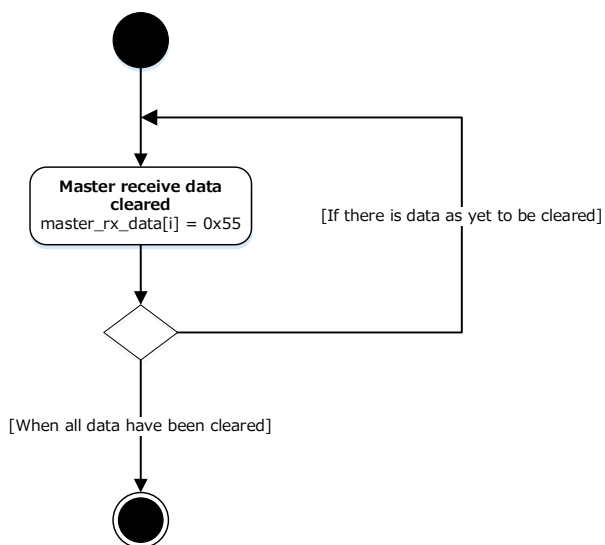 Master receive data
cleared
master_rx_data[i] = 0x55
[If there is data as yet to be cleared]
[When all data have been cleared]